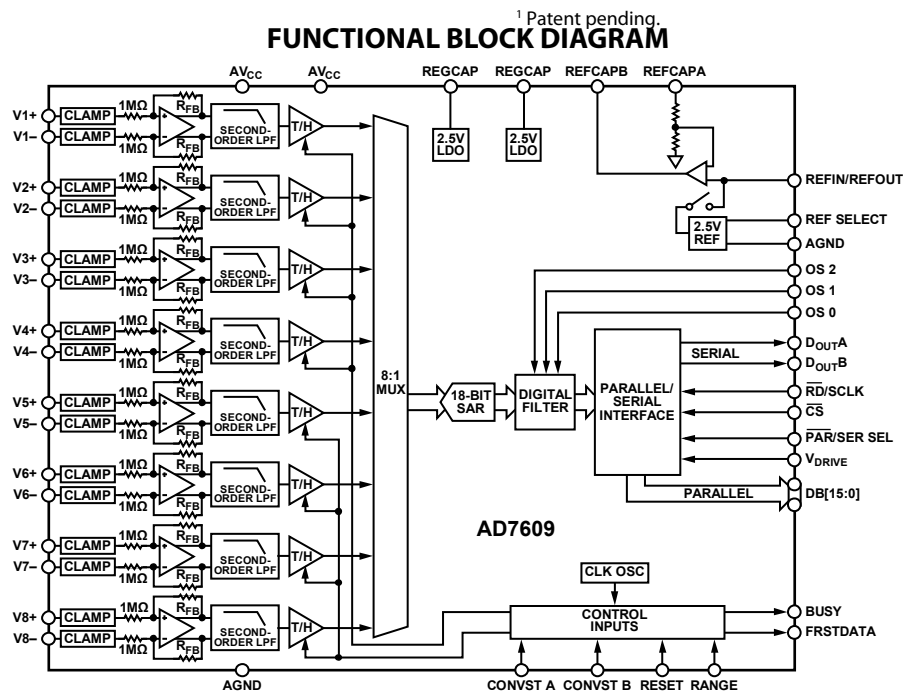 ¹ Patent pending.
FUNCTIONAL BLOCK DIAGRAM
AVCC
AVCC
REGCAP
REGCAP
REFCAPB
REFCAPA
V1+
CLAMP
1MΩ
RFB
V1–
CLAMP
1MΩ
RFB
SECOND-
ORDER LPF
T/H
V2+
CLAMP
1MΩ
RFB
V2–
CLAMP
1MΩ
RFB
SECOND-
ORDER LPF
T/H
V3+
CLAMP
1MΩ
RFB
V3–
CLAMP
1MΩ
RFB
SECOND-
ORDER LPF
T/H
V4+
CLAMP
1MΩ
RFB
V4–
CLAMP
1MΩ
RFB
SECOND-
ORDER LPF
T/H
V5+
CLAMP
1MΩ
RFB
V5–
CLAMP
1MΩ
RFB
SECOND-
ORDER LPF
T/H
V6+
CLAMP
1MΩ
RFB
V6–
CLAMP
1MΩ
RFB
SECOND-
ORDER LPF
T/H
V7+
CLAMP
1MΩ
RFB
V7–
CLAMP
1MΩ
RFB
SECOND-
ORDER LPF
T/H
V8+
CLAMP
1MΩ
RFB
V8–
CLAMP
1MΩ
RFB
SECOND-
ORDER LPF
T/H
AGND
8:1
MUX
2.5V
LDO
2.5V
LDO
2.5V
REF
18-BIT
SAR
DIGITAL
FILTER
PARALLEL/
SERIAL
INTERFACE
SERIAL
PARALLEL
REFIN/REFOUT
REF SELECT
AGND
OS 2
OS 1
OS 0
DOUTA
DOUTB
RD/SCLK
CS
PAR/SER SEL
VDRIVE
DB[15:0]
AD7609
CLK OSC
CONTROL
INPUTS
BUSY
FRSTDATA
CONVST A
CONVST B
RESET
RANGE